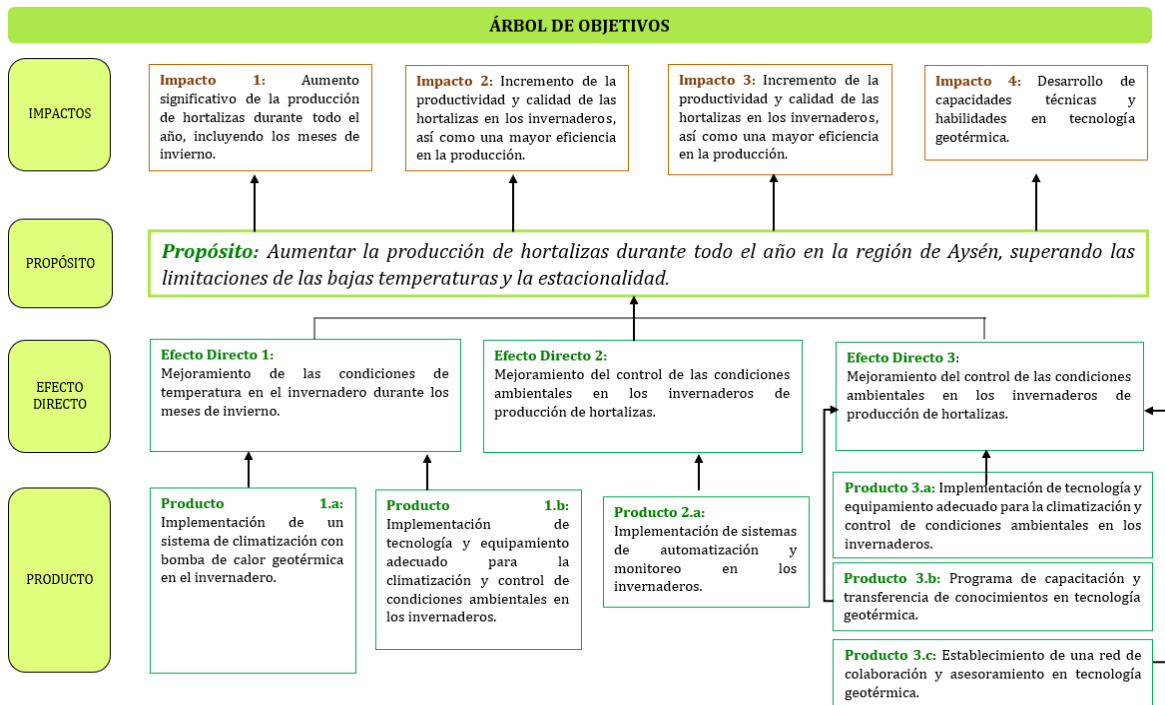 ÁRBOL DE OBJETIVOS
IMPACTOS
Impacto 1: Aumento
significativo de la producción
de hortalizas durante todo el
año, incluyendo los meses de
invierno.
Impacto 2: Incremento de la
productividad y calidad de las
hortalizas en los invernaderos,
así como una mayor eficiencia
en la producción.
Impacto 3: Incremento de la
productividad y calidad de las
hortalizas en los invernaderos,
así como una mayor eficiencia
en la producción.
Impacto 4: Desarrollo de
capacidades técnicas y
habilidades en tecnología
geotérmica.
PROPÓSITO
Propósito: Aumentar la producción de hortalizas durante todo el año en la región de Aysén, superando las
limitaciones de las bajas temperaturas y la estacionalidad.
EFECTO
DIRECTO
Efecto Directo 1:
Mejoramiento de las condiciones de
temperatura en el invernadero durante los
meses de invierno.
Efecto Directo 2:
Mejoramiento del control de las condiciones
ambientales en los invernaderos de
producción de hortalizas.
Efecto Directo 3:
Mejoramiento del control de las condiciones
ambientales en los invernaderos de
producción de hortalizas.
PRODUCTO
Producto 1.a:
Implementación de un
sistema de climatización con
bomba de calor geotérmica
en el invernadero.
Producto 1.b:
Implementación de
tecnología y equipamiento
adecuado para la
climatización y control de
condiciones ambientales en
los invernaderos.
Producto 2.a:
Implementación de sistemas
de automatización y
monitoreo en los
invernaderos.
Producto 3.a: Implementación de tecnología y
equipamiento adecuado para la climatización y
control de condiciones ambientales en los
invernaderos.
Producto 3.b: Programa de capacitación y
transferencia de conocimientos en tecnología
geotérmica.
Producto 3.c: Establecimiento de una red de
colaboración y asesoramiento en tecnología
geotérmica.